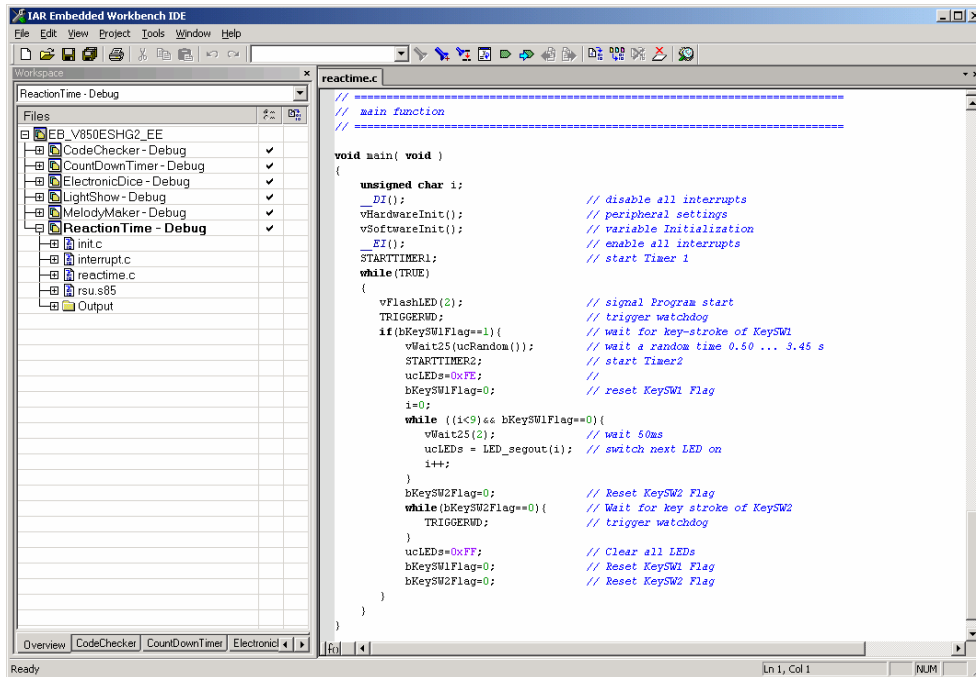 IAR Embedded Workbench IDE
File Edit View Project Tools Window Help
Workspace
ReactionTime - Debug
Files
EB_V850ESHG2_EE
CodeChecker - Debug
CountDownTimer - Debug
ElectronicDice - Debug
LightShow - Debug
MelodyMaker - Debug
ReactionTime - Debug
init.c
interrupt.c
reactime.c
rsu.s85
Output
Overview CodeChecker CountDownTimer Electronicl
reactime.c
// ============================================================================
// main function
// ============================================================================
void main( void )
{
unsigned char i;
__DI(); // disable all interrupts
vHardwareInit(); // peripheral settings
vSoftwareInit(); // variable Initialization
__EI(); // enable all interrupts
STARTTIMER1; // start Timer 1
while(TRUE)
{
vFlashLED(2); // signal Program start
TRIGGERWD; // trigger watchdog
if(bKeySW1Flag==1){ // wait for key-stroke of KeySW1
vWait25(ucRandom()); // wait a random time 0.50 ... 3.45 s
STARTTIMER2; // start Timer2
ucLEDs=0xFE; //
bKeySW1Flag=0; // reset KeySW1 Flag
i=0;
while ((i<9)&& bKeySW1Flag==0){
vWait25(2); // wait 50ms
ucLEDs = LED_segout(i); // switch next LED on
i++;
}
bKeySW2Flag=0; // Reset KeySW2 Flag
while(bKeySW2Flag==0){ // Wait for key stroke of KeySW2
TRIGGERWD; // trigger watchdog
}
ucLEDs=0xFF; // Clear all LEDs
bKeySW1Flag=0; // Reset KeySW1 Flag
bKeySW2Flag=0; // Reset KeySW2 Flag
}
}
}
fo
Ready Ln 1, Col 1 NUM